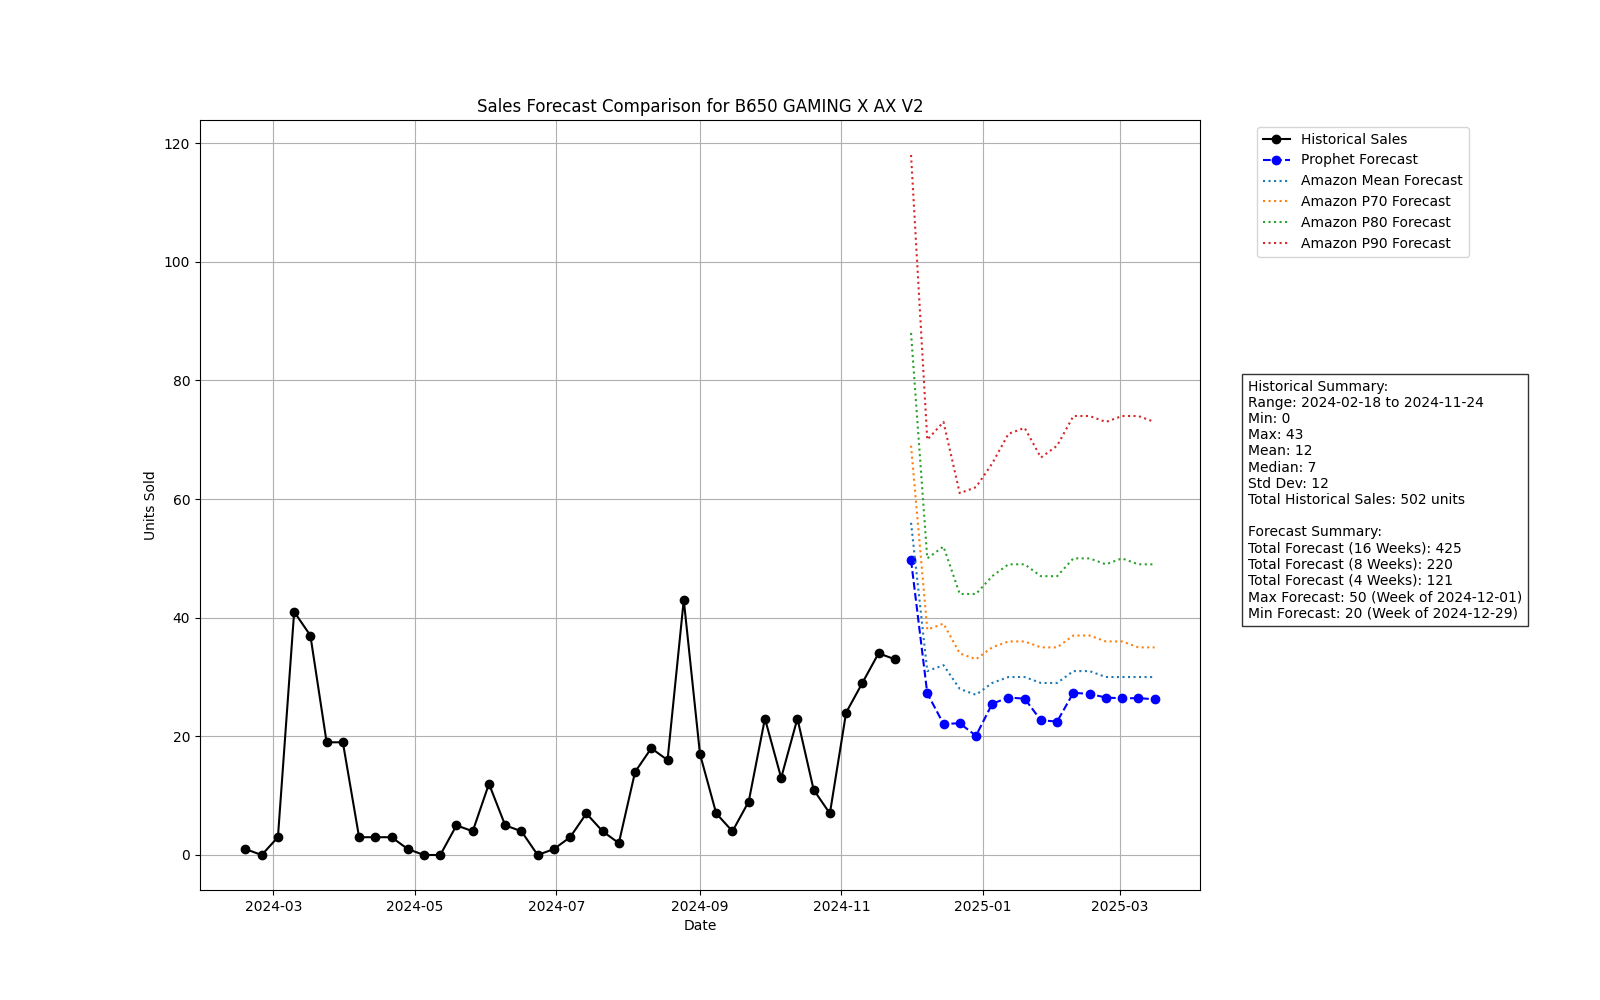 Sales Forecast Comparison for B650 GAMING X AX V2
120
100
80
60
40
20
0
Units Sold
2024-03
2024-05
2024-07
2024-09
2024-11
2025-01
2025-03
Date
Historical Sales
Prophet Forecast
Amazon Mean Forecast
Amazon P70 Forecast
Amazon P80 Forecast
Amazon P90 Forecast
Historical Summary:
Range: 2024-02-18 to 2024-11-24
Min: 0
Max: 43
Mean: 12
Median: 7
Std Dev: 12
Total Historical Sales: 502 units
Forecast Summary:
Total Forecast (16 Weeks): 425
Total Forecast (8 Weeks): 220
Total Forecast (4 Weeks): 121
Max Forecast: 50 (Week of 2024-12-01)
Min Forecast: 20 (Week of 2024-12-29)